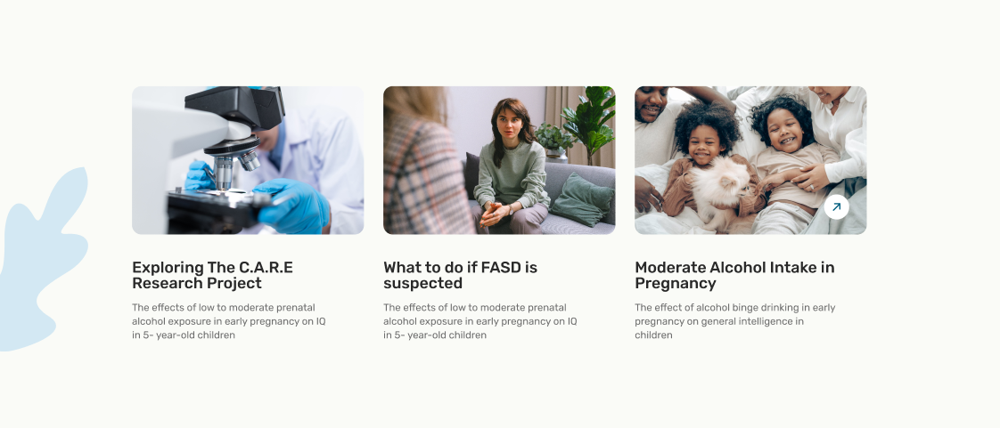 Exploring The C.A.R.E
Research Project
The effects of low to moderate prenatal
alcohol exposure in early pregnancy on IQ
in 5- year-old children
What to do if FASD is
suspected
The effects of low to moderate prenatal
alcohol exposure in early pregnancy on IQ
in 5- year-old children
Moderate Alcohol Intake in
Pregnancy
The effect of alcohol binge drinking in early
pregnancy on general intelligence in
children